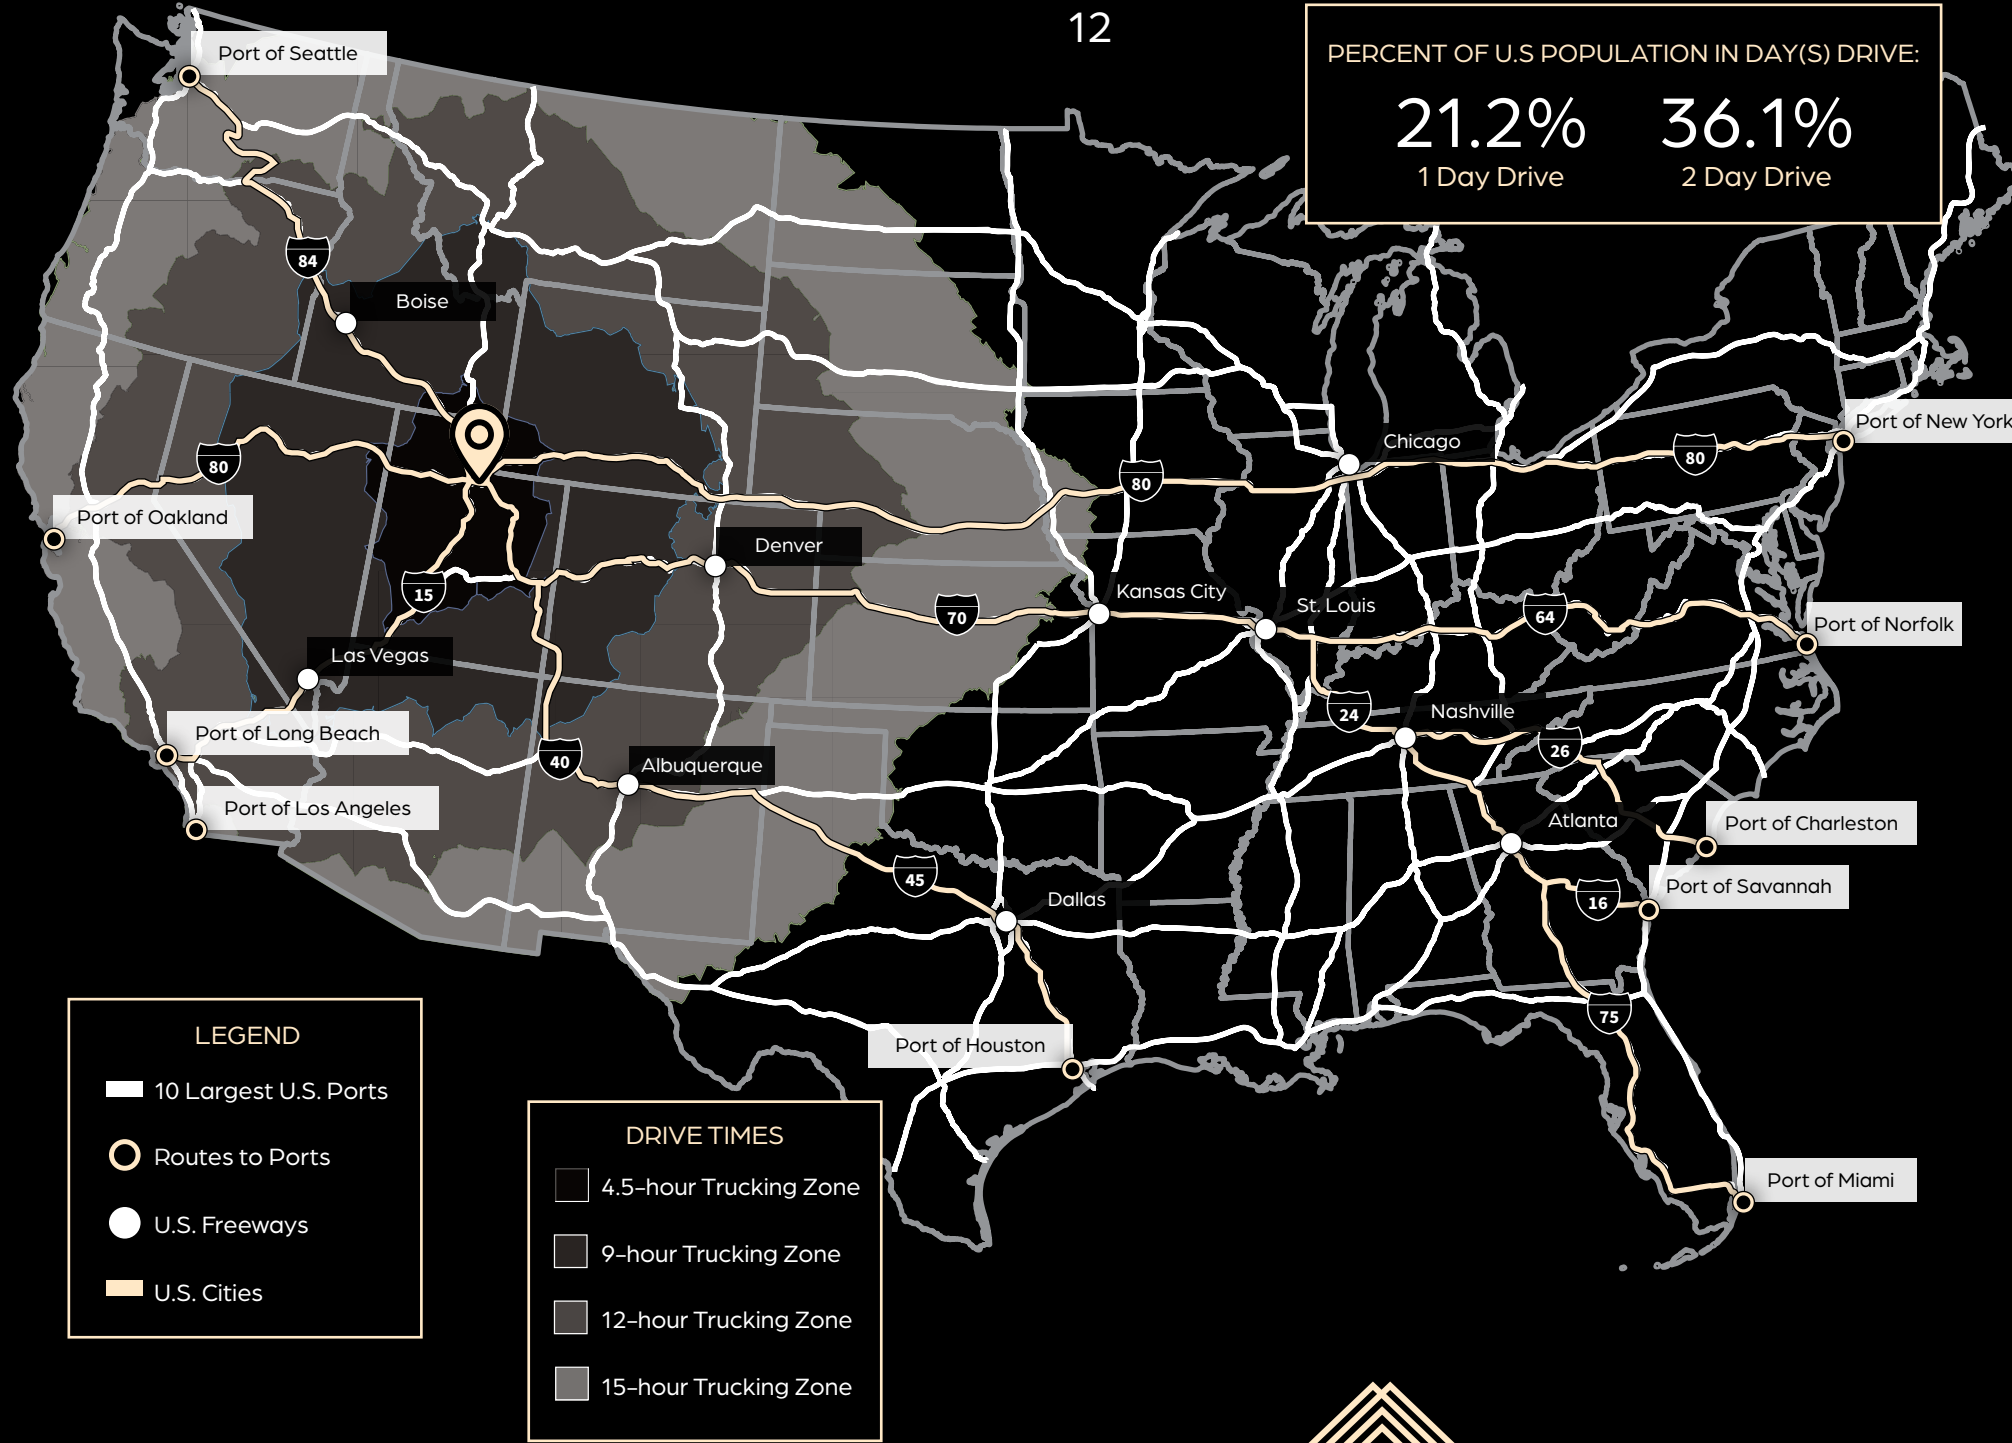 12
PERCENT OF U.S POPULATION IN DAY(S) DRIVE:
21.2% 36.1%
1 Day Drive 2 Day Drive
Port of Seattle
84
Boise
80
Port of Oakland
15
Las Vegas
Port of Long Beach
Port of Los Angeles
40
Albuquerque
Denver
70
45
Dallas
Port of Houston
80
Kansas City
St. Louis
Chicago
80
Port of New York
64
Port of Norfolk
24
Nashville
26
Atlanta
Port of Charleston
Port of Savannah
16
75
Port of Miami
LEGEND
10 Largest U.S. Ports
Routes to Ports
U.S. Freeways
U.S. Cities
DRIVE TIMES
4.5-hour Trucking Zone
9-hour Trucking Zone
12-hour Trucking Zone
15-hour Trucking Zone